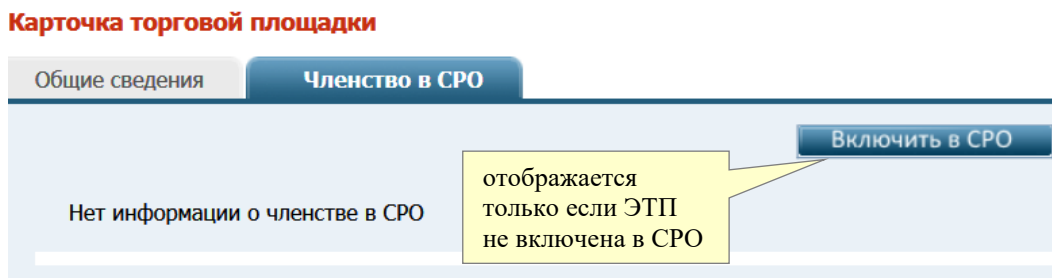 Карточка торговой площадки
Общие сведения
Членство в СРО
Включить в СРО
отображается
только если ЭТП
не включена в СРО
Нет информации о членстве в СРО